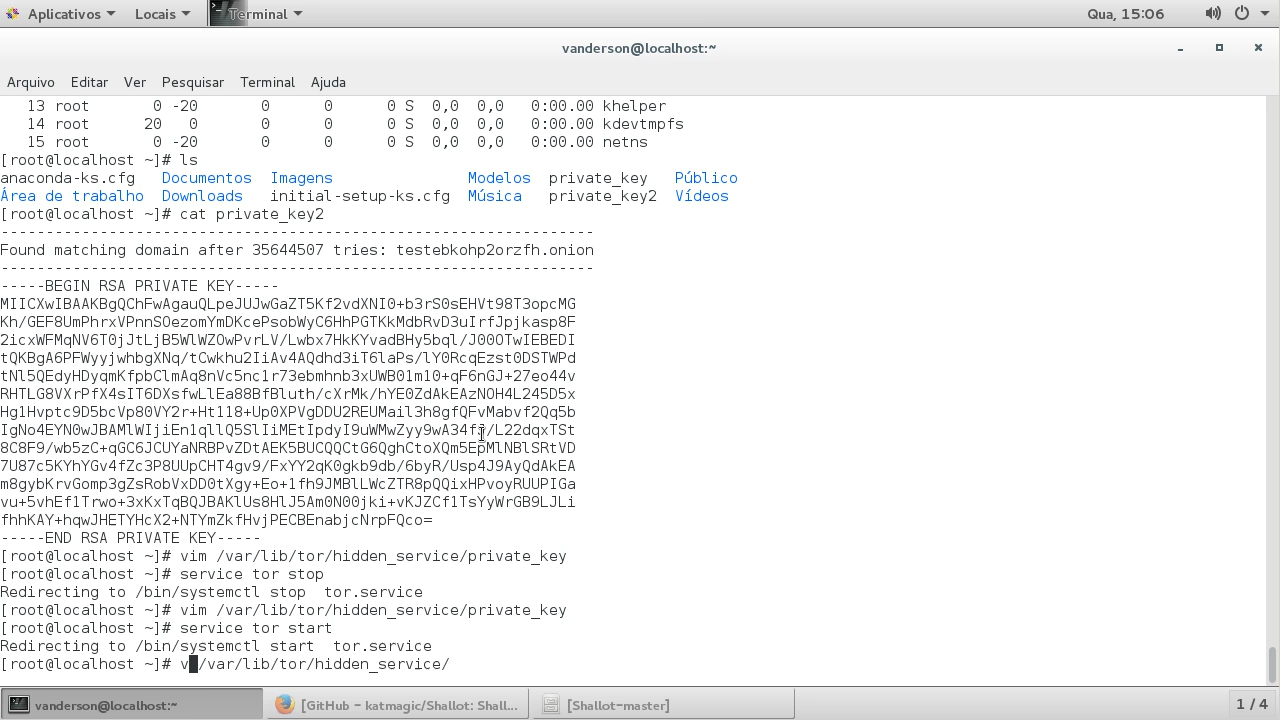 Aplicativos Locais Terminal Qua, 15:06
vanderson@localhost:~
Arquivo Editar Ver Pesquisar Terminal Ajuda
13 root 0 -20 0 0 0 S 0,0 0,0 0:00.00 khelper
14 root 20 0 0 0 0 S 0,0 0,0 0:00.00 kdevtmpfs
15 root 0 -20 0 0 0 S 0,0 0,0 0:00.00 netns
[root@localhost ~]# ls
anaconda-ks.cfg Documentos Imagens Modelos private_key Público
Área de trabalho Downloads initial-setup-ks.cfg Música private_key2 Vídeos
[root@localhost ~]# cat private_key2
------------------------------------------------------------------
Found matching domain after 35644507 tries: testebkohp2orzfh.onion
------------------------------------------------------------------
-----BEGIN RSA PRIVATE KEY-----
MIICXwIBAAKBgQChFwAgauQLpeJUJwGaZT5Kf2vdXNI0+b3rS0sEHVt98T3opcMG
Kh/GEF8UmPhrxVPnnSOezomYmDKcePsobWyC6HhPGTKkMdbRvD3uIrfJpjkasp8F
2icxWFMqNV6T0jJtLjB5WlWZOwPvrLV/Lwbx7HkKYvadBHy5bql/J00OTwIEBEDI
tQKBgA6PFWyyjwhbgXNq/tCwkhu2IiAv4AQdhd3iT6laPs/lY0RcqEzst0DSTWPd
tNl5QEdyHDyqmKfpbClmAq8nVc5nc1r73ebmhnb3xUWB01m10+qF6nGJ+27eo44v
RHTLG8VXrPfX4sIT6DXsfwLlEa88BfBluth/cXrMk/hYE0ZdAkEAzNOH4L245D5x
Hg1Hvptc9D5bcVp80VY2r+Ht118+Up0XPVgDDU2REUMail3h8gfQFvMabvf2Qq5b
IgNo4EYN0wJBAMlWIjiEn1qllQ5SlIiMEtIpdyI9uWMwZyy9wA34fj/L22dqxTSt
8C8F9/wb5zC+qGC6JCUYaNRBPvZDtAEK5BUCQQCtG6QghCtoXQm5EpMlNBlSRtVD
7U87c5KYhYGv4fZc3P8UUpCHT4gv9/FxYY2qK0gkb9db/6byR/Usp4J9AyQdAkEA
m8gybKrvGomp3gZsRobVxDD0tXgy+Eo+1fh9JMBlLWcZTR8pQQixHPvoyRUUPIGa
vu+5vhEf1Trwo+3xKxTqBQJBAKlUs8HlJ5Am0N00jki+vKJZCf1TsYyWrGB9LJLi
fhhKAY+hqwJHETYHcX2+NTYmZkfHvjPECBEnabjcNrpFQco=
-----END RSA PRIVATE KEY-----
[root@localhost ~]# vim /var/lib/tor/hidden_service/private_key
[root@localhost ~]# service tor stop
Redirecting to /bin/systemctl stop  tor.service
[root@localhost ~]# vim /var/lib/tor/hidden_service/private_key
[root@localhost ~]# service tor start
Redirecting to /bin/systemctl start  tor.service
[root@localhost ~]# v /var/lib/tor/hidden_service/
vanderson@localhost:~ [GitHub - katmagic/Shallot: Shall... [Shallot-master] 1 / 4